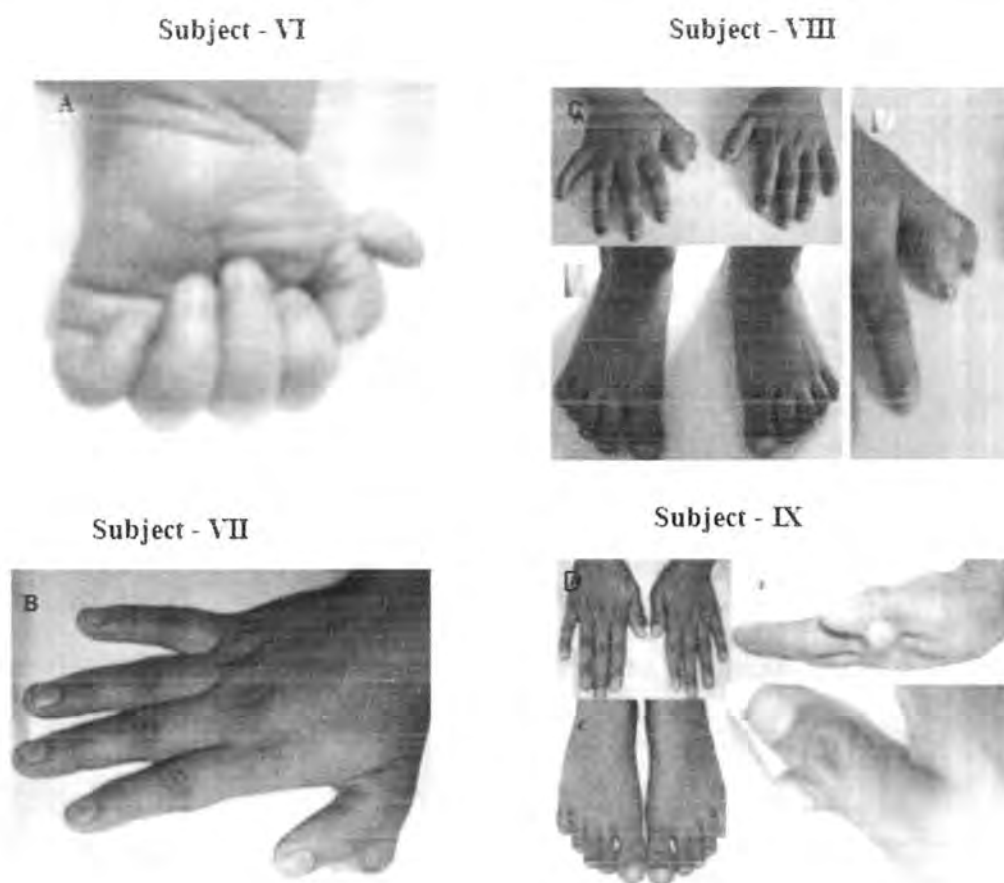 Subject - VI
Subject - VIII
A
C
Subject - VII
Subject - IX
B
D